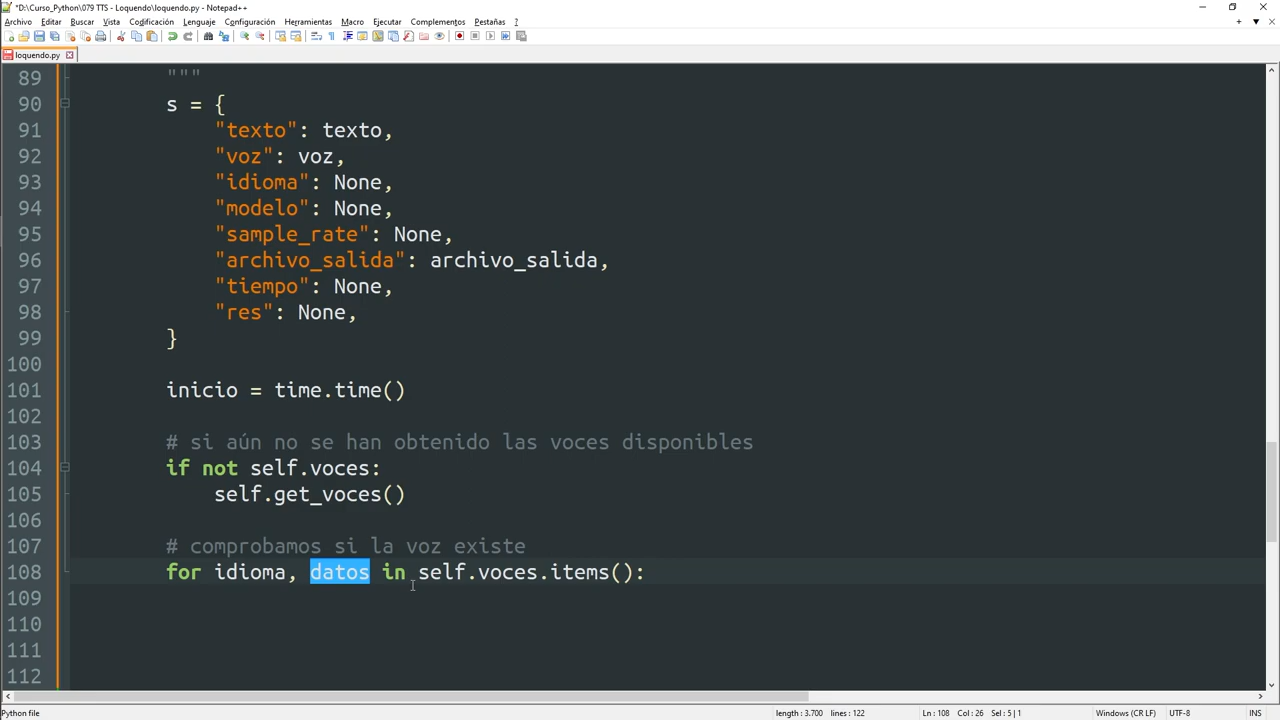 *D:\Curso_Python\079 TTS - Loquendo\loquendo.py - Notepad++
Archivo Editar Buscar Vista Codificación Lenguaje Configuración Herramientas Macro Ejecutar Complementos Pestañas ?
loquendo.py
89 """
90 s = {
91 "texto": texto,
92 "voz": voz,
93 "idioma": None,
94 "modelo": None,
95 "sample_rate": None,
96 "archivo_salida": archivo_salida,
97 "tiempo": None,
98 "res": None,
99 }
100
101 inicio = time.time()
102
103 # si aún no se han obtenido las voces disponibles
104 if not self.voces:
105 self.get_voces()
106
107 # comprobamos si la voz existe
108 for idioma, datos in self.voces.items():
109
110
111
112
Python file length : 3.700 lines : 122 Ln : 108 Col : 26 Sel : 5 | 1 Windows (CR LF) UTF-8 INS